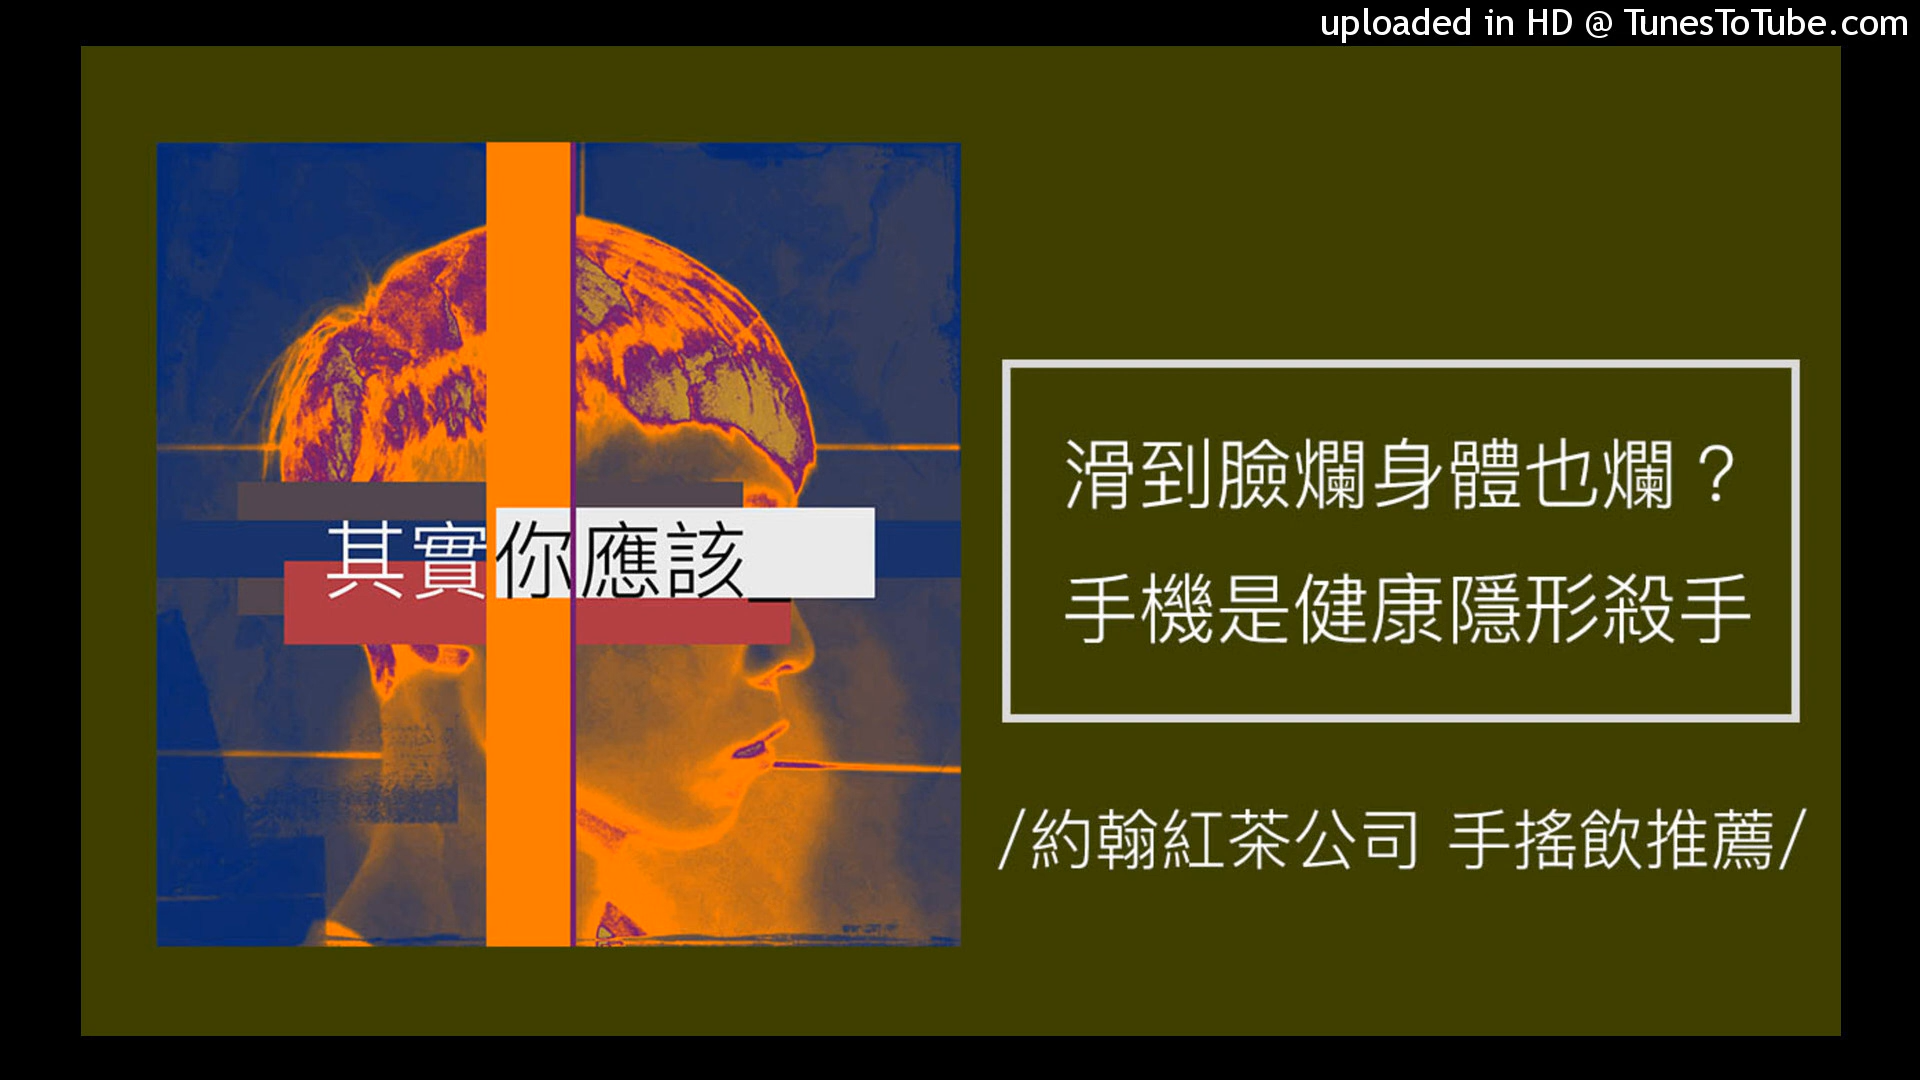 uploaded in HD @ TunesToTube.com
其實你應該_
滑到臉爛身體也爛？
手機是健康隱形殺手
/約翰紅茶公司 手搖飲推薦/